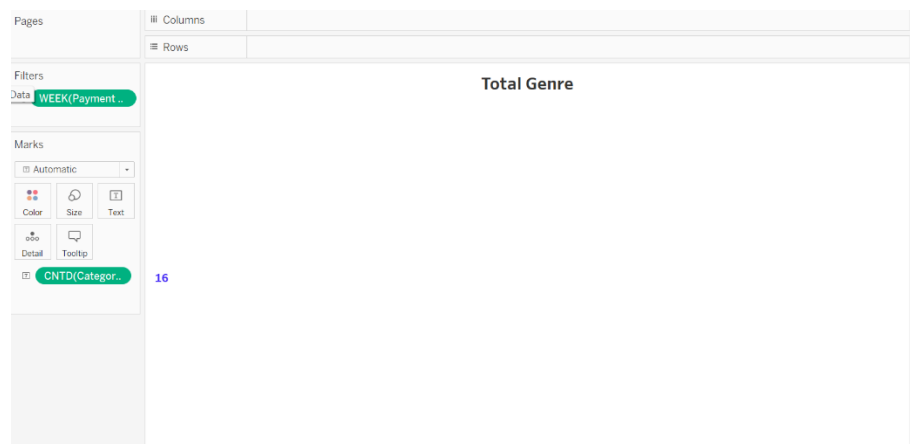 Pages
Columns
Rows
Filters
Data
WEEK(Payment ..
Marks
Automatic
Color
Size
Text
Detail
Tooltip
CNTD(Categor..
Total Genre
16